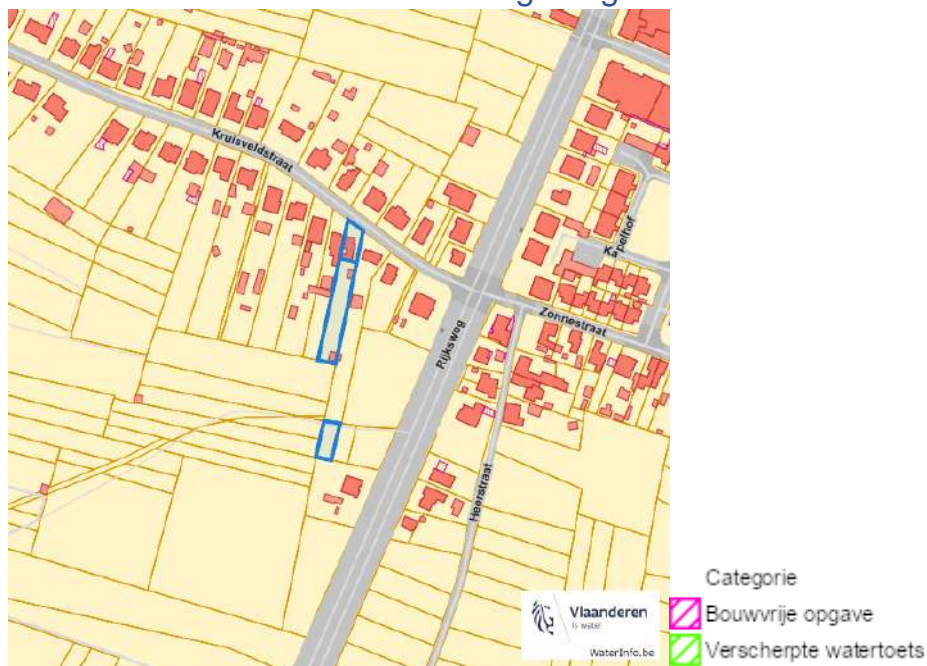 Kruisveldstraat
Kapelhof
Zonnestraat
Rijksweg
Heerstraat
Vlaanderen
is water
WaterInfo.be
Categorie
Bouwvrije opgave
Verscherpte watertoets